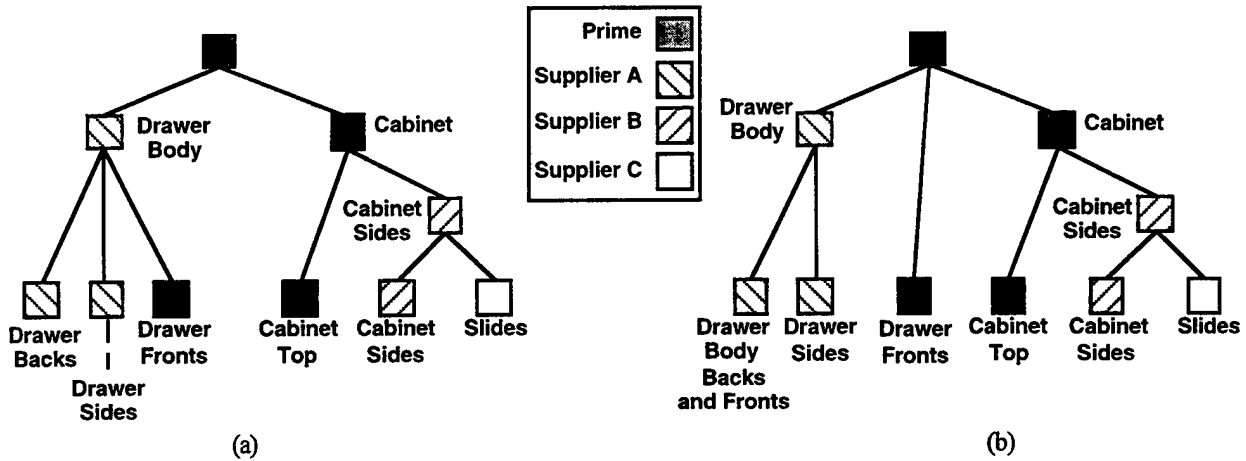 Drawer
Body
Cabinet
Cabinet
Sides
Drawer
Backs
Drawer
Sides
Drawer
Fronts
Cabinet
Top
Cabinet
Sides
Slides
(a)
Prime
Supplier A
Supplier B
Supplier C
Drawer
Body
Cabinet
Cabinet
Sides
Drawer
Body
Backs
and Fronts
Drawer
Sides
Drawer
Fronts
Cabinet
Top
Cabinet
Sides
Slides
(b)